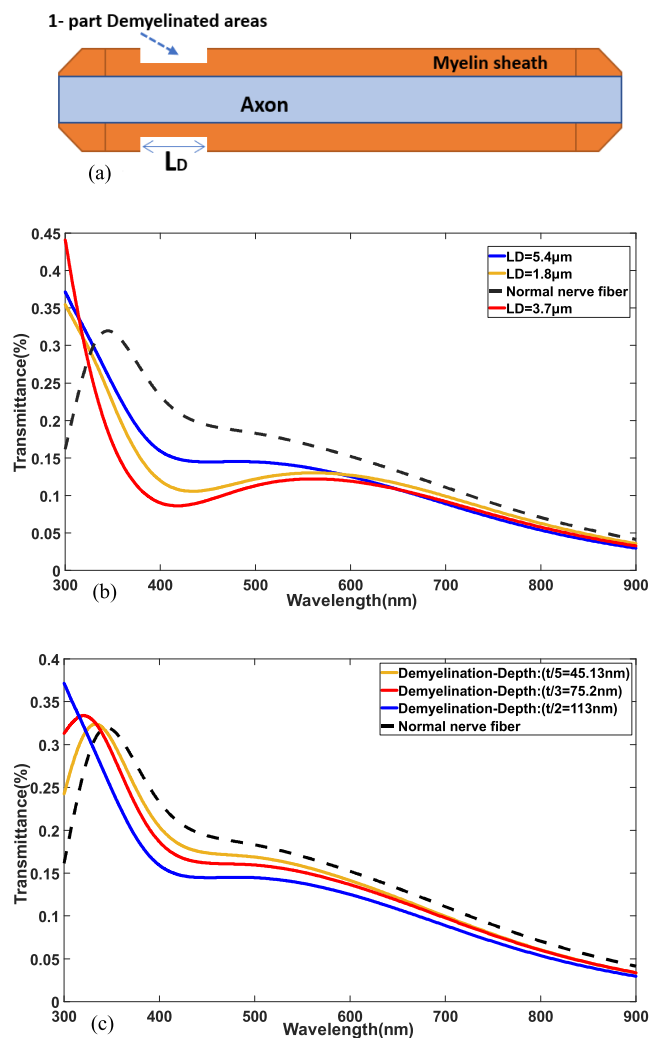 1- part Demyelinated areas
Myelin sheath
Axon
LD
(a)
0.45
0.4
0.35
0.3
0.25
0.2
0.15
0.1
0.05
0
Transmittance(%)
LD=5.4µm
LD=1.8µm
Normal nerve fiber
LD=3.7µm
300 400 500 600 700 800 900
(b)
Wavelength(nm)
0.4
0.35
0.3
0.25
0.2
0.15
0.1
0.05
0
Transmittance(%)
Demyelination-Depth:(t/5=45.13nm)
Demyelination-Depth:(t/3=75.2nm)
Demyelination-Depth:(t/2=113nm)
Normal nerve fiber
300 400 500 600 700 800 900
(c)
Wavelength(nm)